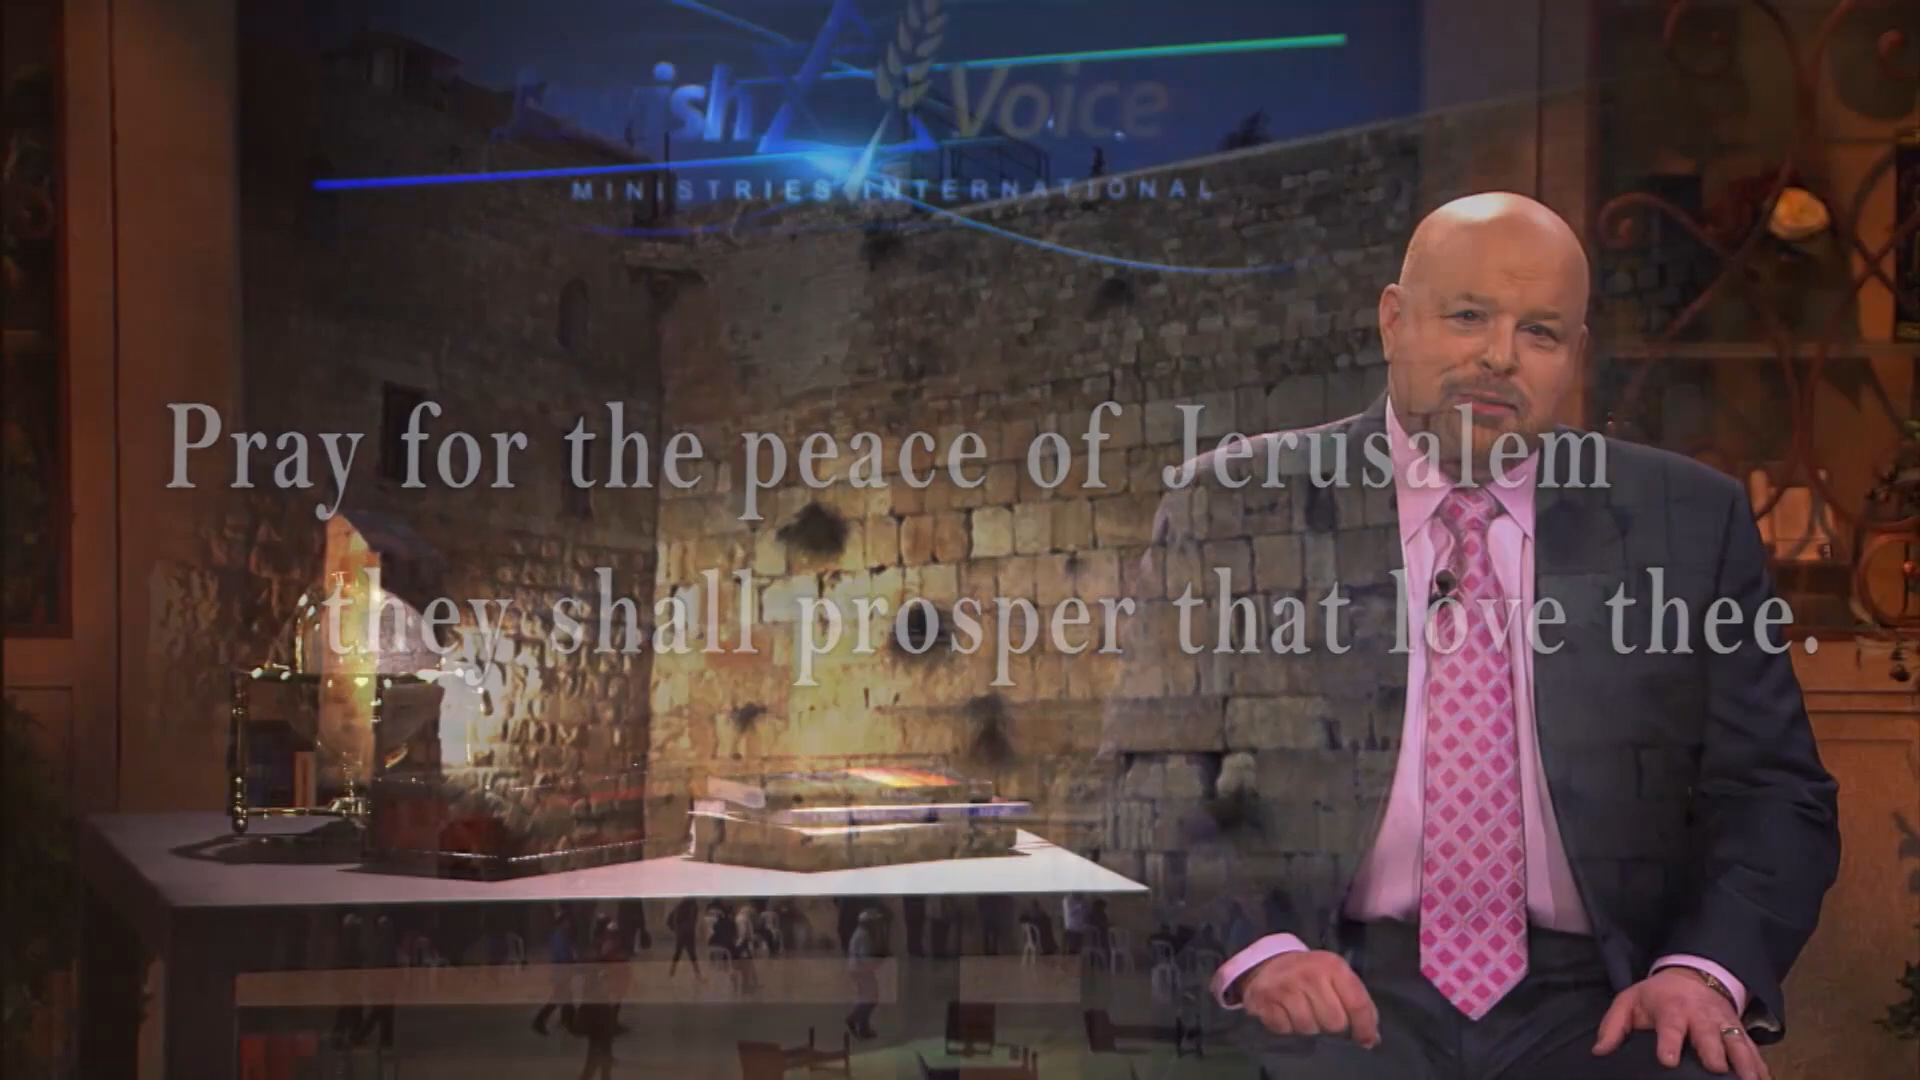 Jewish Voice
MINISTRIES INTERNATIONAL
Pray for the peace of Jerusalem
they shall prosper that love thee.